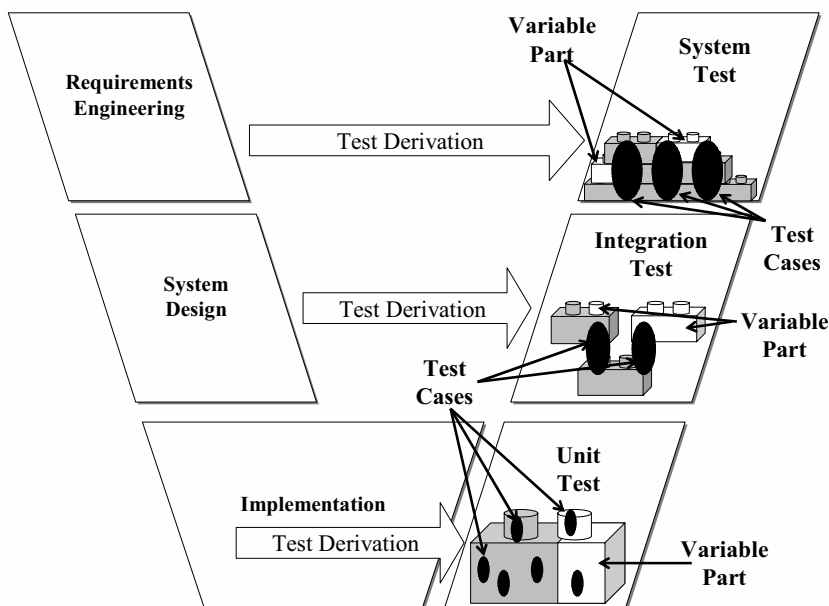 Variable
Part
System
Test
Requirements
Engineering
Test Derivation
Test
Cases
Integration
Test
System
Design
Test Derivation
Variable
Part
Test
Cases
Unit
Test
Implementation
Test Derivation
Variable
Part